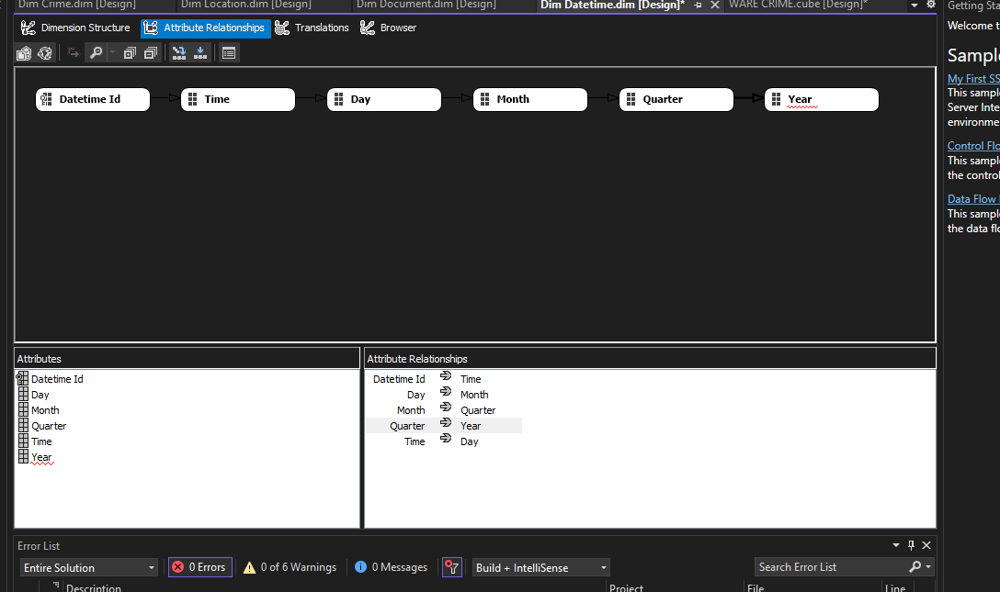 Dim Crime.dim [Design]
Dim Location.dim [Design]
Dim Document.dim [Design]
Dim Datetime.dim [Design]*
WARE CRIME.cube [Design]*
Getting Sta
Dimension Structure
Attribute Relationships
Translations
Browser
Welcome t
Sample
My First SS
This sampl
Server Inte
environme
Control Flo
This sampl
the control
Data Flow
This sampl
the data flo
Datetime Id
Time
Day
Month
Quarter
Year
Attributes
Datetime Id
Day
Month
Quarter
Time
Year
Attribute Relationships
Datetime Id Time
Day Month
Month Quarter
Quarter Year
Time Day
Error List
Entire Solution
0 Errors
0 of 6 Warnings
0 Messages
Build + IntelliSense
Search Error List
Description
Project
File
Line